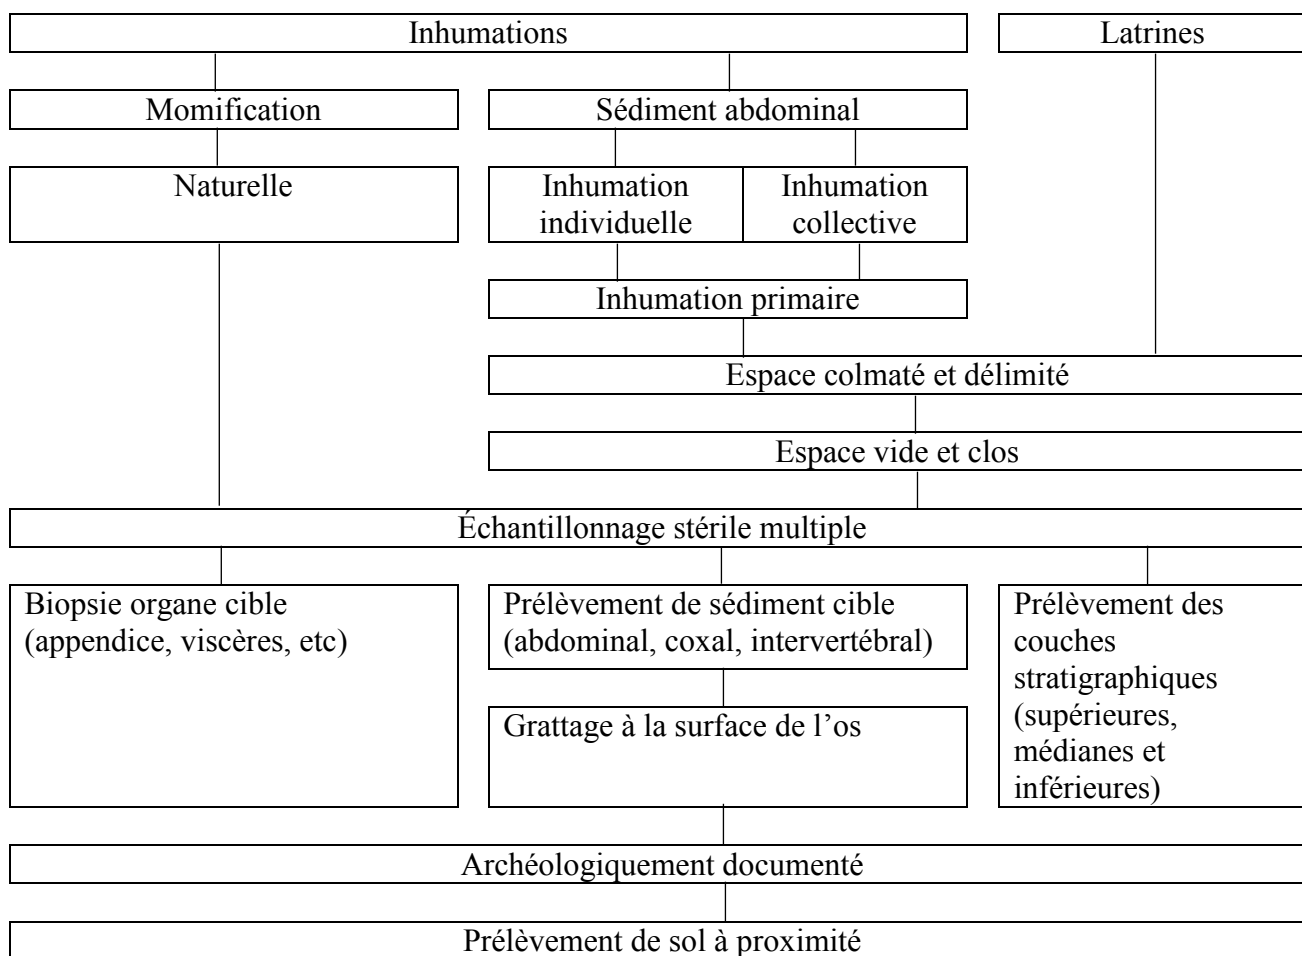 Inhumations
Latrines
Momification
Sédiment abdominal
Naturelle
Inhumation
individuelle
Inhumation
collective
Inhumation primaire
Espace colmaté et délimité
Espace vide et clos
Échantillonnage stérile multiple
Biopsie organe cible
(appendice, viscères, etc)
Prélèvement de sédiment cible
(abdominal, coxal, intervertébral)
Grattage à la surface de l’os
Prélèvement des
couches
stratigraphiques
(supérieures,
médianes et
inférieures)
Archéologiquement documenté
Prélèvement de sol à proximité